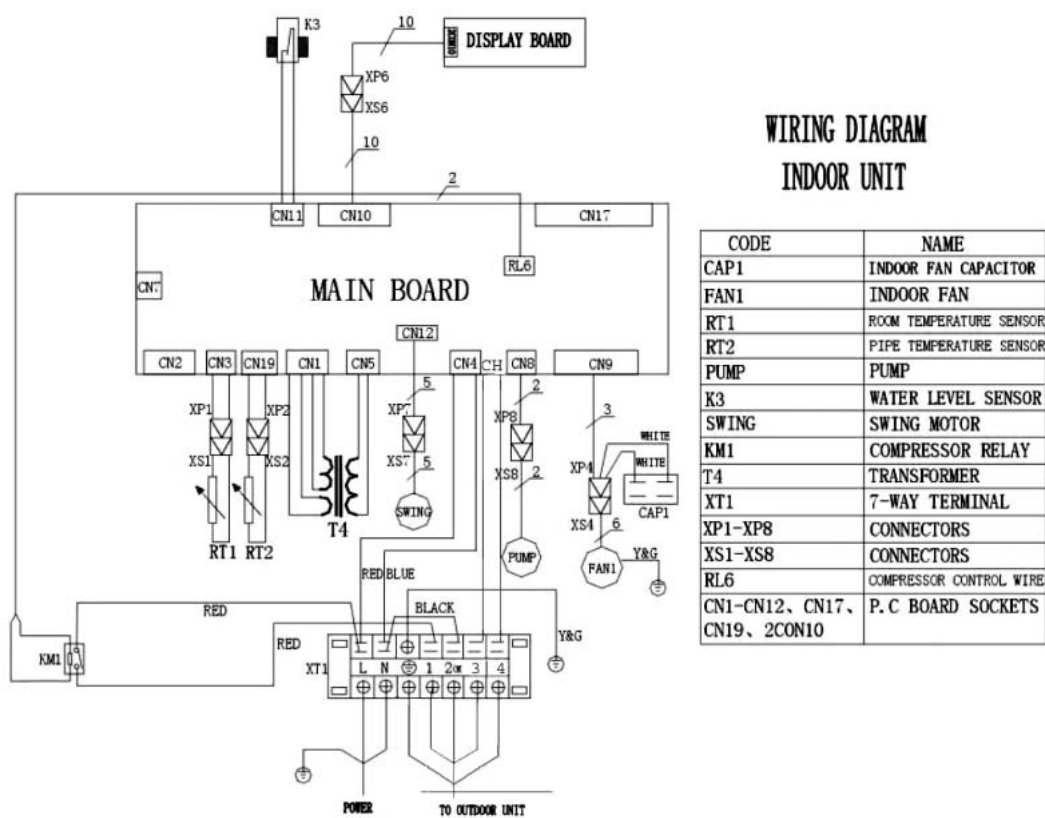 K3
10
DISPLAY BOARD
XP6
XS6
10
2
WIRING DIAGRAM
INDOOR UNIT
CN11
CN10
CN17
RL6
CN7
MAIN BOARD
CN12
CN2
CN3
CN19
CN1
CN5
CN4
CH
CN8
CN9
5
2
3
XP1
XP2
XP7
XP8
WHITE
WHITE
XS1
XS2
XS7
5
XS8
2
XP4
XS4
CAP1
6
T4
SWING
RT1
RT2
PUMP
FAN1
Y&G
RED
BLUE
RED
BLACK
RED
Y&G
KM1
XT1
L N 1 2 3 4
POWER
TO OUTDOOR UNIT
CODE NAME
CAP1 INDOOR FAN CAPACITOR
FAN1 INDOOR FAN
RT1 ROOM TEMPERATURE SENSOR
RT2 PIPE TEMPERATURE SENSOR
PUMP PUMP
K3 WATER LEVEL SENSOR
SWING SWING MOTOR
KM1 COMPRESSOR RELAY
T4 TRANSFORMER
XT1 7-WAY TERMINAL
XP1-XP8 CONNECTORS
XS1-XS8 CONNECTORS
RL6 COMPRESSOR CONTROL WIRE
CN1-CN12、CN17、 P.C BOARD SOCKETS
CN19、2CON10